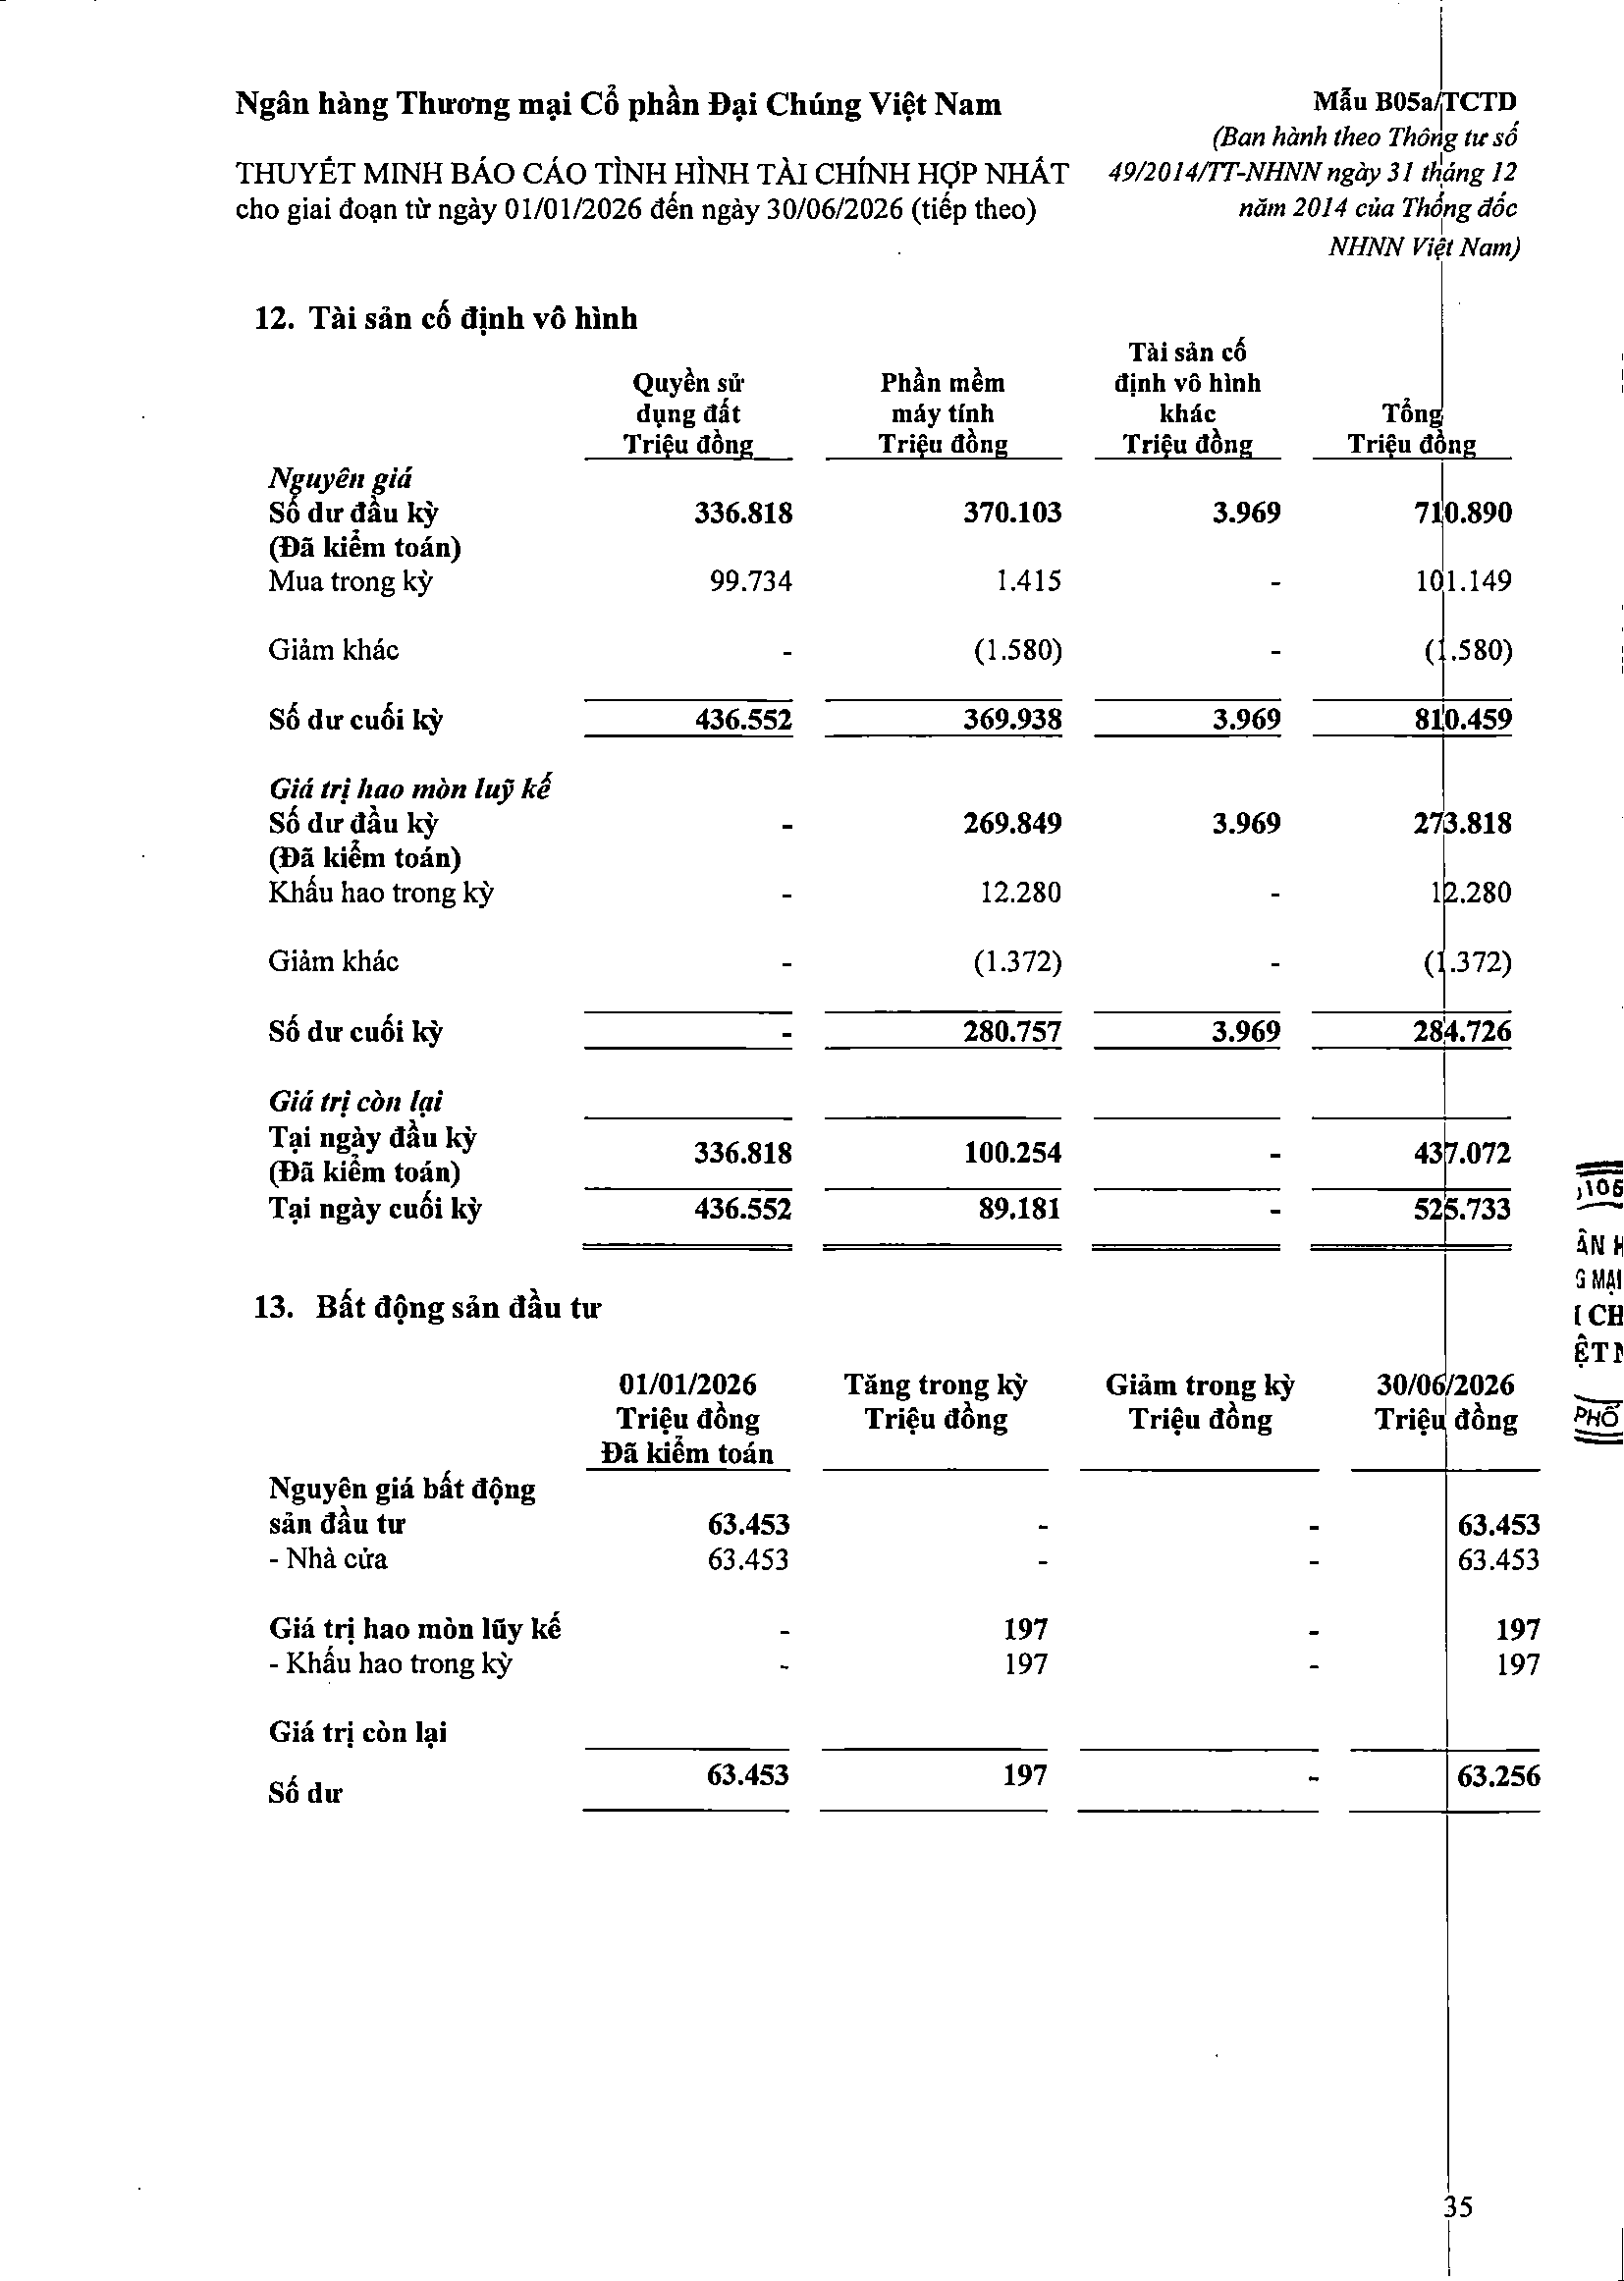 Ngân hàng Thương mại Cổ phần Đại Chúng Việt Nam
Mẫu B05a/TCTD
(Ban hành theo Thông tư số
THUYẾT MINH BÁO CÁO TÌNH HÌNH TÀI CHÍNH HỢP NHẤT 49/2014/TT-NHNN ngày 31 tháng 12
cho giai đoạn từ ngày 01/01/2026 đến ngày 30/06/2026 (tiếp theo) năm 2014 của Thống đốc
NHNN Việt Nam)
12. Tài sản cố định vô hình
Tài sản cố
Quyền sử Phần mềm định vô hình
dụng đất máy tính khác Tổng
Triệu đồng Triệu đồng Triệu đồng Triệu đồng
Nguyên giá
Số dư đầu kỳ 336.818 370.103 3.969 710.890
(Đã kiểm toán)
Mua trong kỳ 99.734 1.415 - 101.149
Giảm khác - (1.580) - (1.580)
Số dư cuối kỳ 436.552 369.938 3.969 810.459
Giá trị hao mòn luỹ kế
Số dư đầu kỳ - 269.849 3.969 273.818
(Đã kiểm toán)
Khấu hao trong kỳ - 12.280 - 12.280
Giảm khác - (1.372) - (1.372)
Số dư cuối kỳ - 280.757 3.969 284.726
Giá trị còn lại
Tại ngày đầu kỳ 336.818 100.254 - 437.072
(Đã kiểm toán)
Tại ngày cuối kỳ 436.552 89.181 - 525.733
13. Bất động sản đầu tư
01/01/2026 Tăng trong kỳ Giảm trong kỳ 30/06/2026
Triệu đồng Triệu đồng Triệu đồng Triệu đồng
Đã kiểm toán
Nguyên giá bất động
sản đầu tư 63.453 - - 63.453
- Nhà cửa 63.453 - - 63.453
Giá trị hao mòn lũy kế - 197 - 197
- Khấu hao trong kỳ - 197 - 197
Giá trị còn lại
Số dư 63.453 197 - 63.256
G MẠI
PHỐ
35